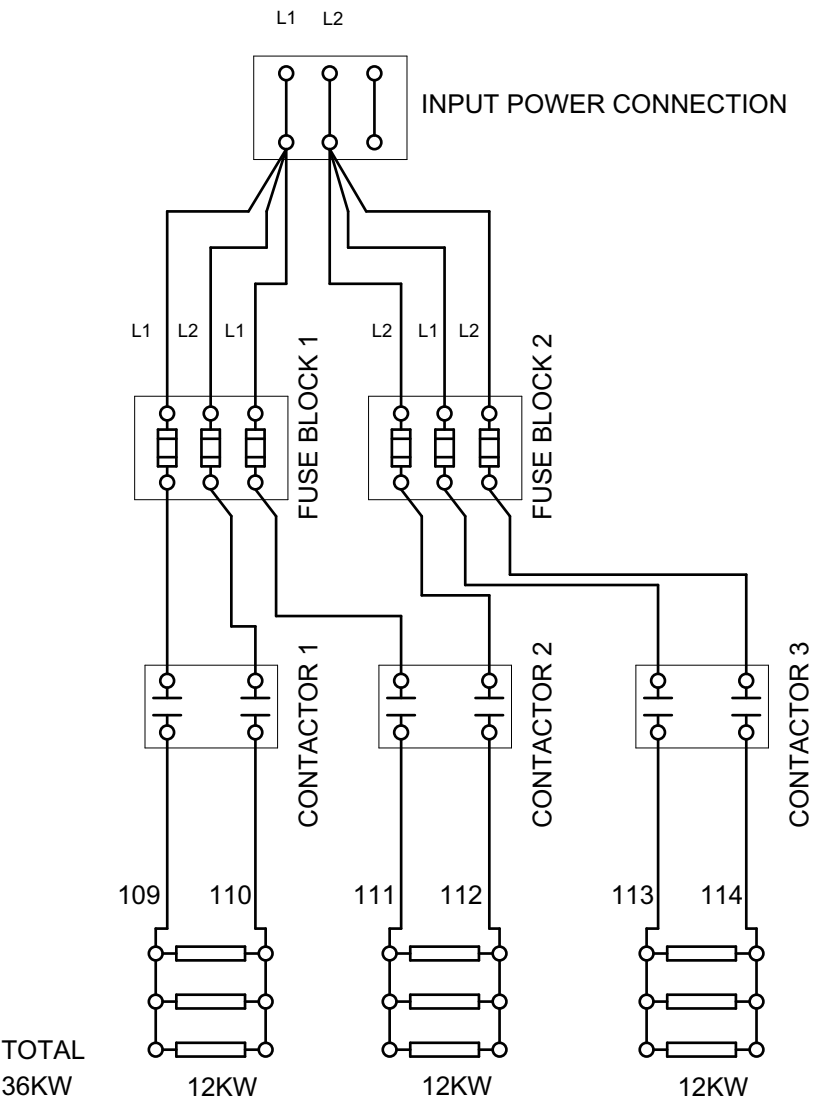 L1 L2
INPUT POWER CONNECTION
L1 L2 L1
L2 L1 L2
FUSE BLOCK 1
FUSE BLOCK 2
CONTACTOR 1
CONTACTOR 2
CONTACTOR 3
109 110 111 112 113 114
TOTAL
36KW 12KW 12KW 12KW